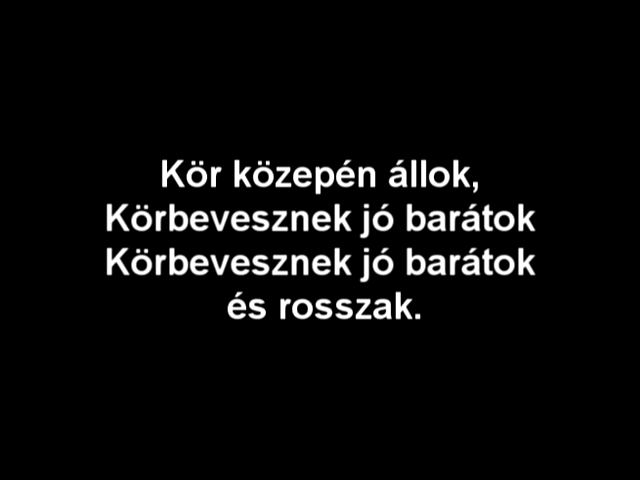 Kör közepén állok,
Körbevesznek jó barátok
Körbevesznek jó barátok
és rosszak.